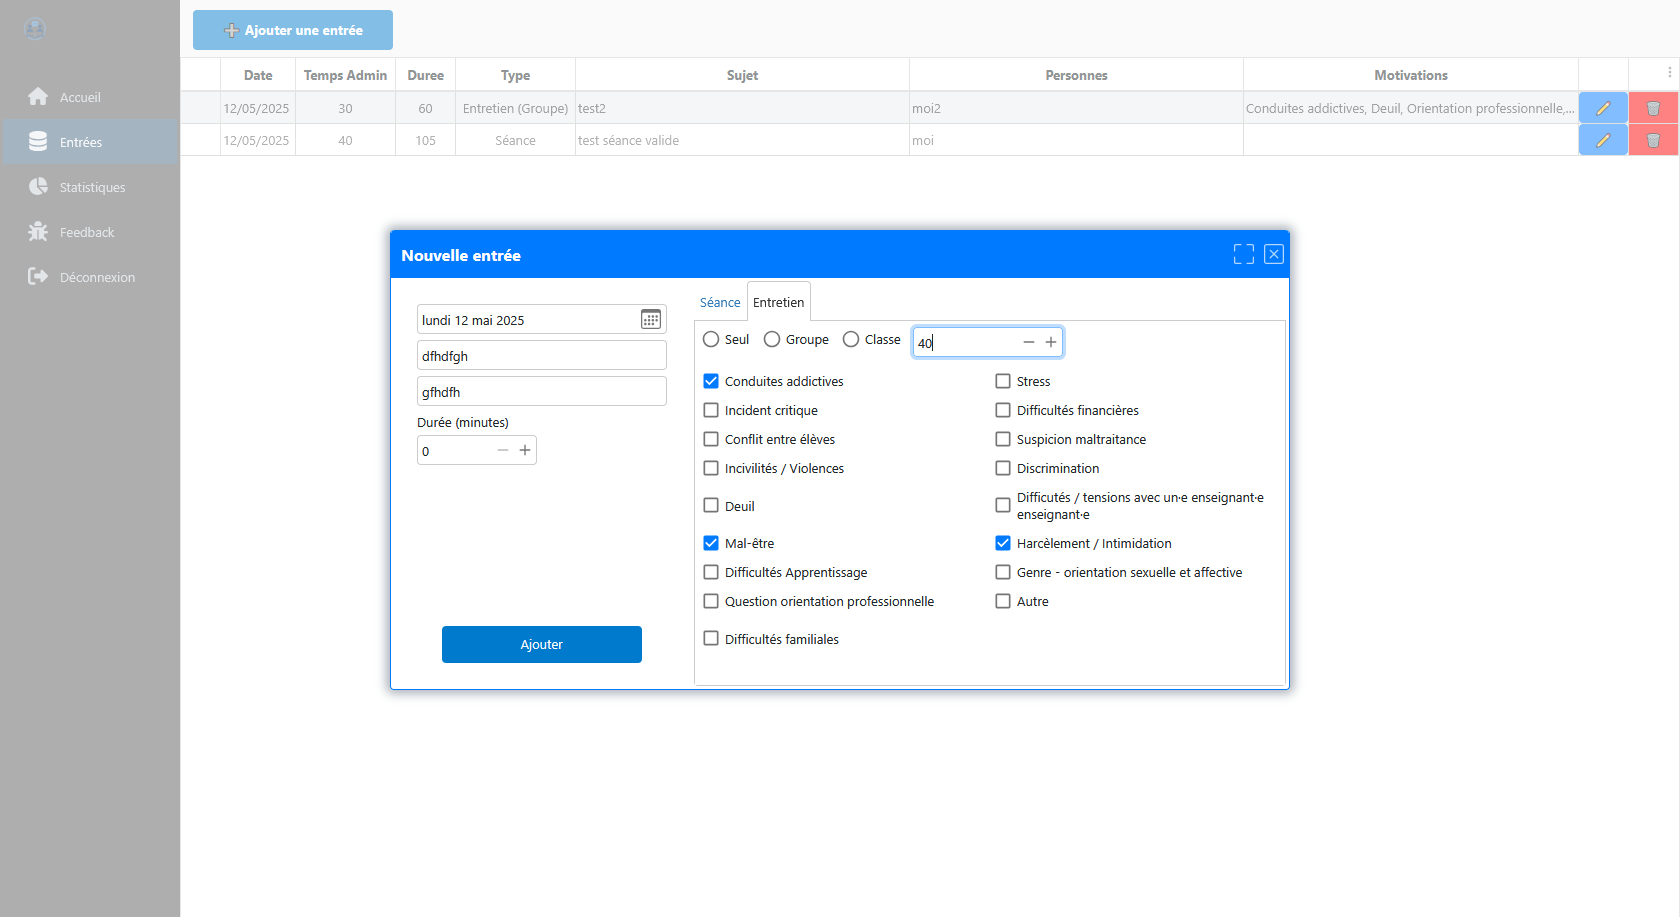 Ajouter une entrée
Accueil
Entrées
Statistiques
Feedback
Déconnexion
Date Temps Admin Duree Type Sujet Personnes Motivations
12/05/2025 30 60 Entretien (Groupe) test2 moi2 Conduites addictives, Deuil, Orientation professionnelle,...
12/05/2025 40 105 Séance test séance valide moi
Nouvelle entrée
lundi 12 mai 2025
dfhdfgh
gfhdfh
Durée (minutes)
0
Ajouter
Séance Entretien
Seul Groupe Classe 40
Conduites addictives Stress
Incident critique Difficultés financières
Conflit entre élèves Suspicion maltraitance
Incivilités / Violences Discrimination
Deuil Difficutés / tensions avec un·e enseignant·e
enseignant·e
Mal-être Harcèlement / Intimidation
Difficultés Apprentissage Genre - orientation sexuelle et affective
Question orientation professionnelle Autre
Difficultés familiales